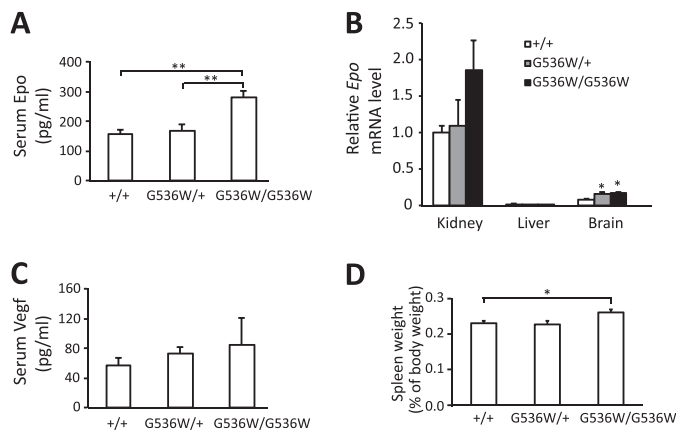 A
Serum Epo
(pg/ml)
400
300
200
100
0
**
**
+/+
G536W/+
G536W/G536W
B
Relative Epo
mRNA level
2.5
2.0
1.5
1.0
0.5
0
+/+
G536W/+
G536W/G536W
* *
Kidney
Liver
Brain
C
Serum Vegf
(pg/ml)
160
120
80
40
0
+/+
G536W/+
G536W/G536W
D
Spleen weight
(% of body weight)
0.3
0.2
0.1
0.0
*
+/+
G536W/+
G536W/G536W